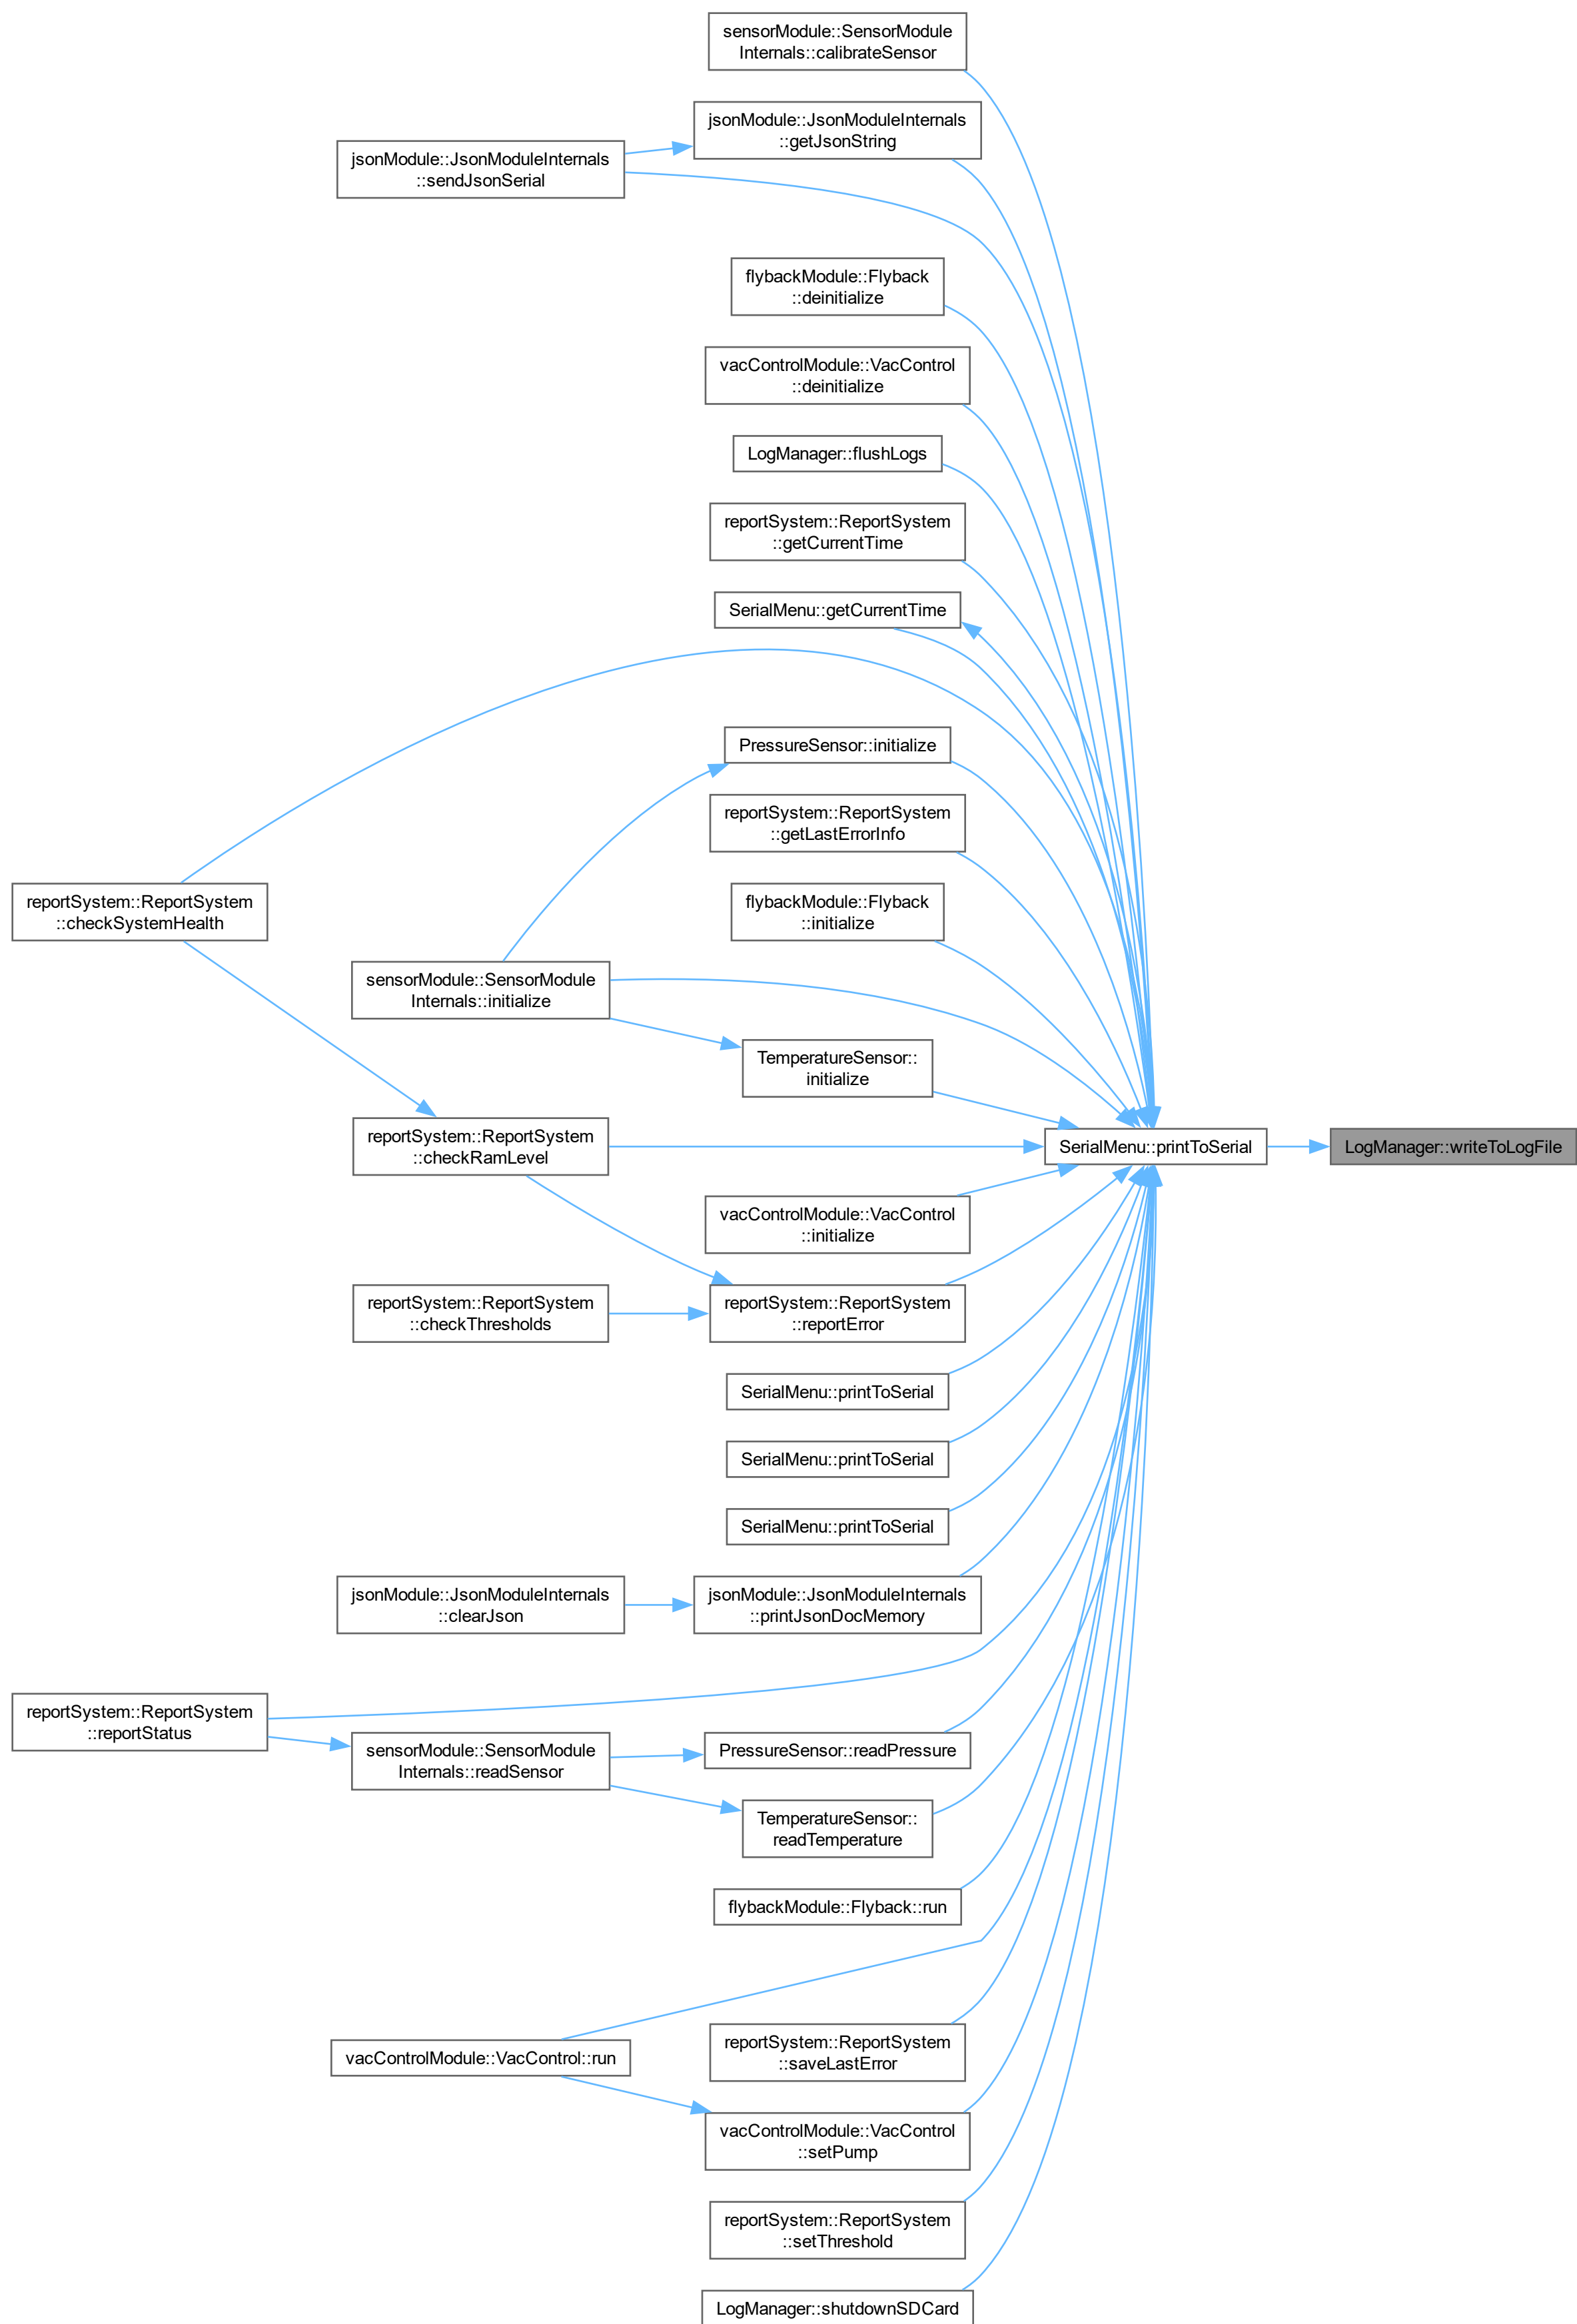 sensorModule::SensorModule
Internals::calibrateSensor
jsonModule::JsonModuleInternals
::getJsonString
jsonModule::JsonModuleInternals
::sendJsonSerial
flybackModule::Flyback
::deinitialize
vacControlModule::VacControl
::deinitialize
LogManager::flushLogs
reportSystem::ReportSystem
::getCurrentTime
SerialMenu::getCurrentTime
PressureSensor::initialize
reportSystem::ReportSystem
::getLastErrorInfo
reportSystem::ReportSystem
::checkSystemHealth
flybackModule::Flyback
::initialize
sensorModule::SensorModule
Internals::initialize
TemperatureSensor::
initialize
reportSystem::ReportSystem
::checkRamLevel
SerialMenu::printToSerial
LogManager::writeToLogFile
vacControlModule::VacControl
::initialize
reportSystem::ReportSystem
::checkThresholds
reportSystem::ReportSystem
::reportError
SerialMenu::printToSerial
SerialMenu::printToSerial
SerialMenu::printToSerial
jsonModule::JsonModuleInternals
::clearJson
jsonModule::JsonModuleInternals
::printJsonDocMemory
reportSystem::ReportSystem
::reportStatus
sensorModule::SensorModule
Internals::readSensor
PressureSensor::readPressure
TemperatureSensor::
readTemperature
flybackModule::Flyback::run
vacControlModule::VacControl::run
reportSystem::ReportSystem
::saveLastError
vacControlModule::VacControl
::setPump
reportSystem::ReportSystem
::setThreshold
LogManager::shutdownSDCard